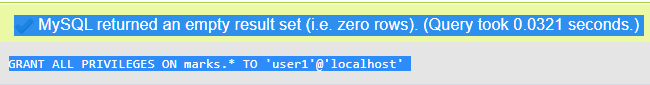 MySQL returned an empty result set (i.e. zero rows). (Query took 0.0321 seconds.)
GRANT ALL PRIVILEGES ON marks.* TO 'user1'@'localhost'